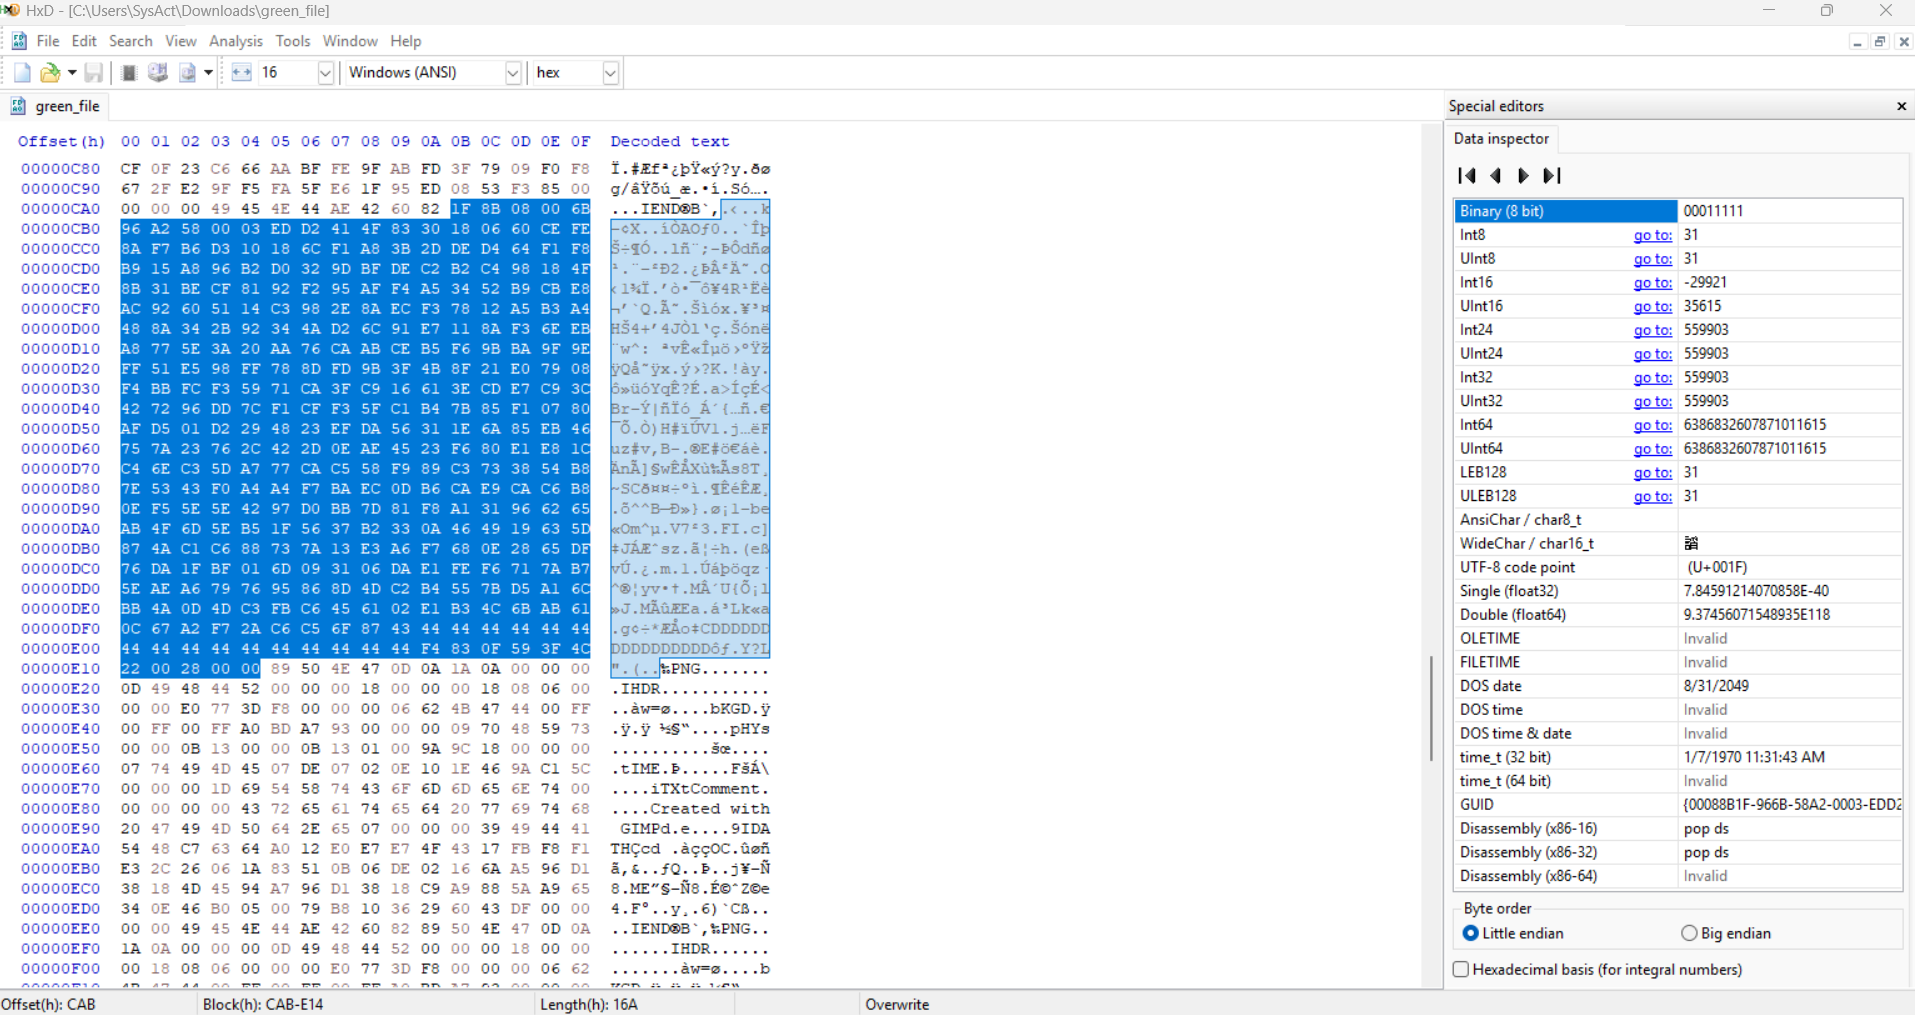 HxD - [C:\Users\SysAct\Downloads\green_file]
File Edit Search View Analysis Tools Window Help
16 Windows (ANSI) hex
green_file
Offset(h) 00 01 02 03 04 05 06 07 08 09 0A 0B 0C 0D 0E 0F Decoded text
00000C80 CF 0F 23 C6 66 AA BF FE 9F AB FD 3F 79 09 F0 F8 Ï.#Æfª¿þŸ«ý?y.ðø
00000C90 67 2F E2 9F F5 FA 5F E6 1F 95 ED 08 53 F3 85 00 g/âŸõú_æ.•í.Só….
00000CA0 00 00 00 49 45 4E 44 AE 42 60 82 1F 8B 08 00 6B ...IEND®B`‚.‹..k
00000CB0 96 A2 58 00 03 ED D2 41 4F 83 30 18 06 60 CE FE –¢X..íÒAOƒ0..`Îþ
00000CC0 8A F7 B6 D3 10 18 6C F1 A8 3B 2D DE D4 64 F1 F8 Š÷¶Ó..lñ¨;-ÞÔdñø
00000CD0 B9 15 A8 96 B2 D0 32 9D BF DE C2 B2 C4 98 18 4F ¹.¨–²Ð2.¿ÞÂ²Ä˜.O
00000CE0 8B 31 BE CF 81 92 F2 95 AF F4 A5 34 52 B9 CB E8 ‹1¾Ï.’ò•¯ô¥4R¹Ëè
00000CF0 AC 92 60 51 14 C3 98 2E 8A EC F3 78 12 A5 B3 A4 ¬’`Q.Ã˜.Šìóx.¥³¤
00000D00 48 8A 34 2B 92 34 4A D2 6C 91 E7 11 8A F3 6E EB HŠ4+’4JÒl‘ç.Šónë
00000D10 A8 77 5E 3A 20 AA 76 CA AB CE B5 F6 9B BA 9F 9E ¨w^: ªvÊ«Îµö›ºŸž
00000D20 FF 51 E5 98 FF 78 8D FD 9B 3F 4B 8F 21 E0 79 08 ÿQå˜ÿx.ý›?K.!ày.
00000D30 F4 BB FC F3 59 71 CA 3F C9 16 61 3E CD E7 C9 3C ô»üóYqÊ?É.a>ÍçÉ<
00000D40 42 72 96 DD 7C F1 CF F3 5F C1 B4 7B 85 F1 07 80 Br–Ý|ñÏó_Á´{…ñ.€
00000D50 AF D5 01 D2 29 48 23 EF DA 56 31 1E 6A 85 EB 46 ¯Õ.Ò)H#ïÚV1.j…ëF
00000D60 75 7A 23 76 2C 42 2D 0E AE 45 23 F6 80 E1 E8 1C uz#v,B-.®E#ö€áè.
00000D70 C4 6E C3 5D A7 77 CA C5 58 F9 89 C3 73 38 54 B8 ÄnÃ]§wÊÅXù‰Ãs8T¸
00000D80 7E 53 43 F0 A4 A4 F7 BA EC 0D B6 CA E9 CA C6 B8 ~SCð¤¤÷ºì.¶ÊéÊÆ¸
00000D90 0E F5 5E 5E 42 97 D0 BB 7D 81 F8 A1 31 96 62 65 .õ^^B—Ð»}.ø¡1–be
00000DA0 AB 4F 6D 5E B5 1F 56 37 B2 33 0A 46 49 19 63 5D «Om^µ.V7²3.FI.c]
00000DB0 87 4A C1 C6 88 73 7A 13 E3 A6 F7 68 0E 28 65 DF ‡JÁÆˆsz.ã¦÷h.(eß
00000DC0 76 DA 1F BF 01 6D 09 31 06 DA E1 FE F6 71 7A B7 vÚ.¿.m.1.Úáþöqz·
00000DD0 5E AE A6 79 76 95 86 8D 4D C2 B4 55 7B D5 A1 6C ^®¦yv•†.MÂ´U{Õ¡l
00000DE0 BB 4A 0D 4D C3 FB C6 45 61 02 E1 B3 4C 6B AB 61 »J.MÃûÆEa.á³Lk«a
00000DF0 0C 67 A2 F7 2A C6 C5 6F 87 43 44 44 44 44 44 44 .g¢÷*ÆÅo‡CDDDDDD
00000E00 44 44 44 44 44 44 44 44 44 44 F4 83 0F 59 3F 4C DDDDDDDDDDôƒ.Y?L
00000E10 22 00 28 00 00 89 50 4E 47 0D 0A 1A 0A 00 00 00 ".(..‰PNG.......
00000E20 0D 49 48 44 52 00 00 00 18 00 00 00 18 08 06 00 .IHDR...........
00000E30 00 00 E0 77 3D F8 00 00 00 06 62 4B 47 44 00 FF ..àw=ø....bKGD.ÿ
00000E40 00 FF 00 FF A0 BD A7 93 00 00 00 09 70 48 59 73 .ÿ.ÿ ½§“....pHYs
00000E50 00 00 0B 13 00 00 0B 13 01 00 9A 9C 18 00 00 00 ..........šœ....
00000E60 07 74 49 4D 45 07 DE 07 02 0E 10 1E 46 9A C1 5C .tIME.Þ.....FšÁ\
00000E70 00 00 00 1D 69 54 58 74 43 6F 6D 6D 65 6E 74 00 ....iTXtComment.
00000E80 00 00 00 00 43 72 65 61 74 65 64 20 77 69 74 68 ....Created with
00000E90 20 47 49 4D 50 64 2E 65 07 00 00 00 39 49 44 41 GIMPd.e....9IDA
00000EA0 54 48 C7 63 64 A0 12 E0 E7 E7 4F 43 17 FB F8 F1 THÇcd .àççOC.ûøñ
00000EB0 E3 2C 26 06 1A 83 51 0B 06 DE 02 16 6A A5 96 D1 ã,&..ƒQ..Þ..j¥–Ñ
00000EC0 38 18 4D 45 94 A7 96 D1 38 18 C9 A9 88 5A A9 65 8.ME”§–Ñ8.É©ˆZ©e
00000ED0 34 0E 46 B0 05 00 79 B8 10 36 29 60 43 DF 00 00 4.F°..y¸.6)`Cß..
00000EE0 00 00 49 45 4E 44 AE 42 60 82 89 50 4E 47 0D 0A ..IEND®B`‚‰PNG..
00000EF0 1A 0A 00 00 00 0D 49 48 44 52 00 00 00 18 00 00 ......IHDR......
00000F00 00 18 08 06 00 00 00 E0 77 3D F8 00 00 00 06 62 .......àw=ø....b
Special editors
Data inspector
Binary (8 bit) 00011111
Int8 go to: 31
UInt8 go to: 31
Int16 go to: -29921
UInt16 go to: 35615
Int24 go to: 559903
UInt24 go to: 559903
Int32 go to: 559903
UInt32 go to: 559903
Int64 go to: 6386832607871011615
UInt64 go to: 6386832607871011615
LEB128 go to: 31
ULEB128 go to: 31
AnsiChar / char8_t
WideChar / char16_t
UTF-8 code point (U+001F)
Single (float32) 7.84591214070858E-40
Double (float64) 9.37456071548935E118
OLETIME Invalid
FILETIME Invalid
DOS date 8/31/2049
DOS time Invalid
DOS time & date Invalid
time_t (32 bit) 1/7/1970 11:31:43 AM
time_t (64 bit) Invalid
GUID {00088B1F-966B-58A2-0003-EDD2
Disassembly (x86-16) pop ds
Disassembly (x86-32) pop ds
Disassembly (x86-64) Invalid
Byte order
Little endian Big endian
Hexadecimal basis (for integral numbers)
Offset(h): CAB Block(h): CAB-E14 Length(h): 16A Overwrite